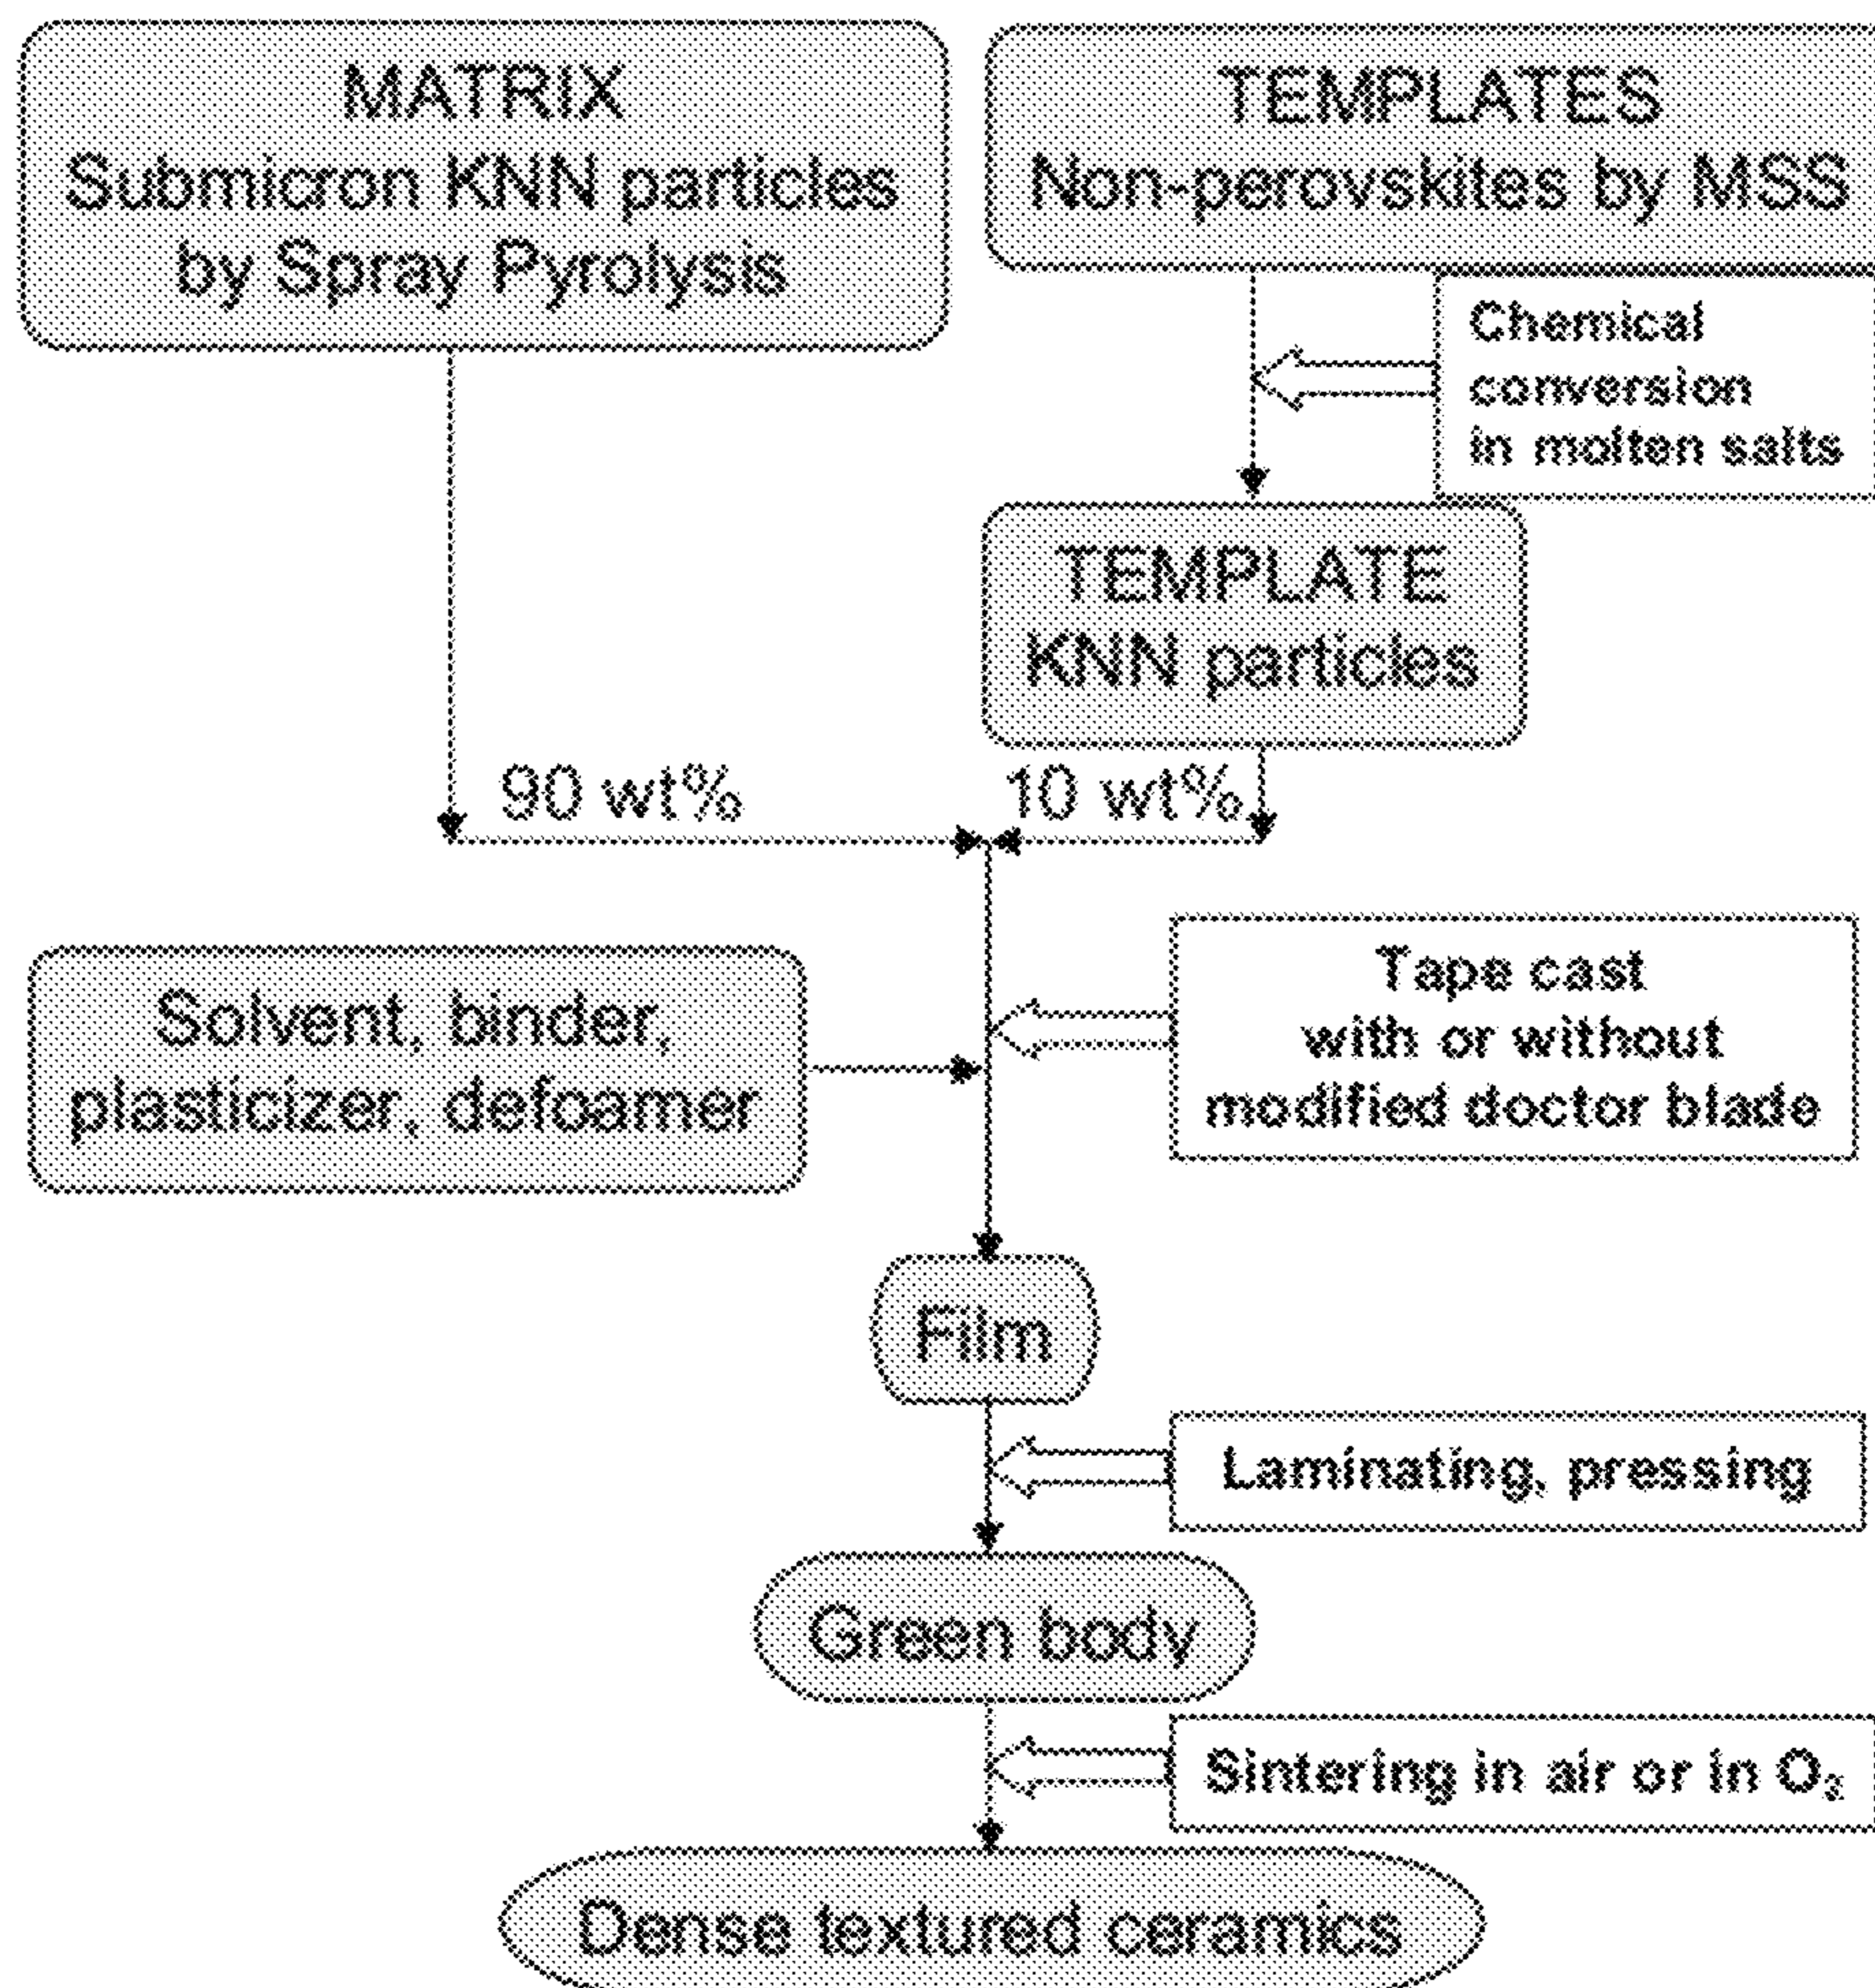 MATRIX
Submicron KNN particles
by Spray Pyrolysis
TEMPLATES
Non-perovskites by MSS
Chemical
conversion
in molten salts
TEMPLATE
KNN particles
90 wt%
10 wt%
Solvent, binder,
plasticizer, defoamer
Tape cast
with or without
modified doctor blade
Film
Laminating, pressing
Green body
Sintering in air or in O₂
Dense textured ceramics